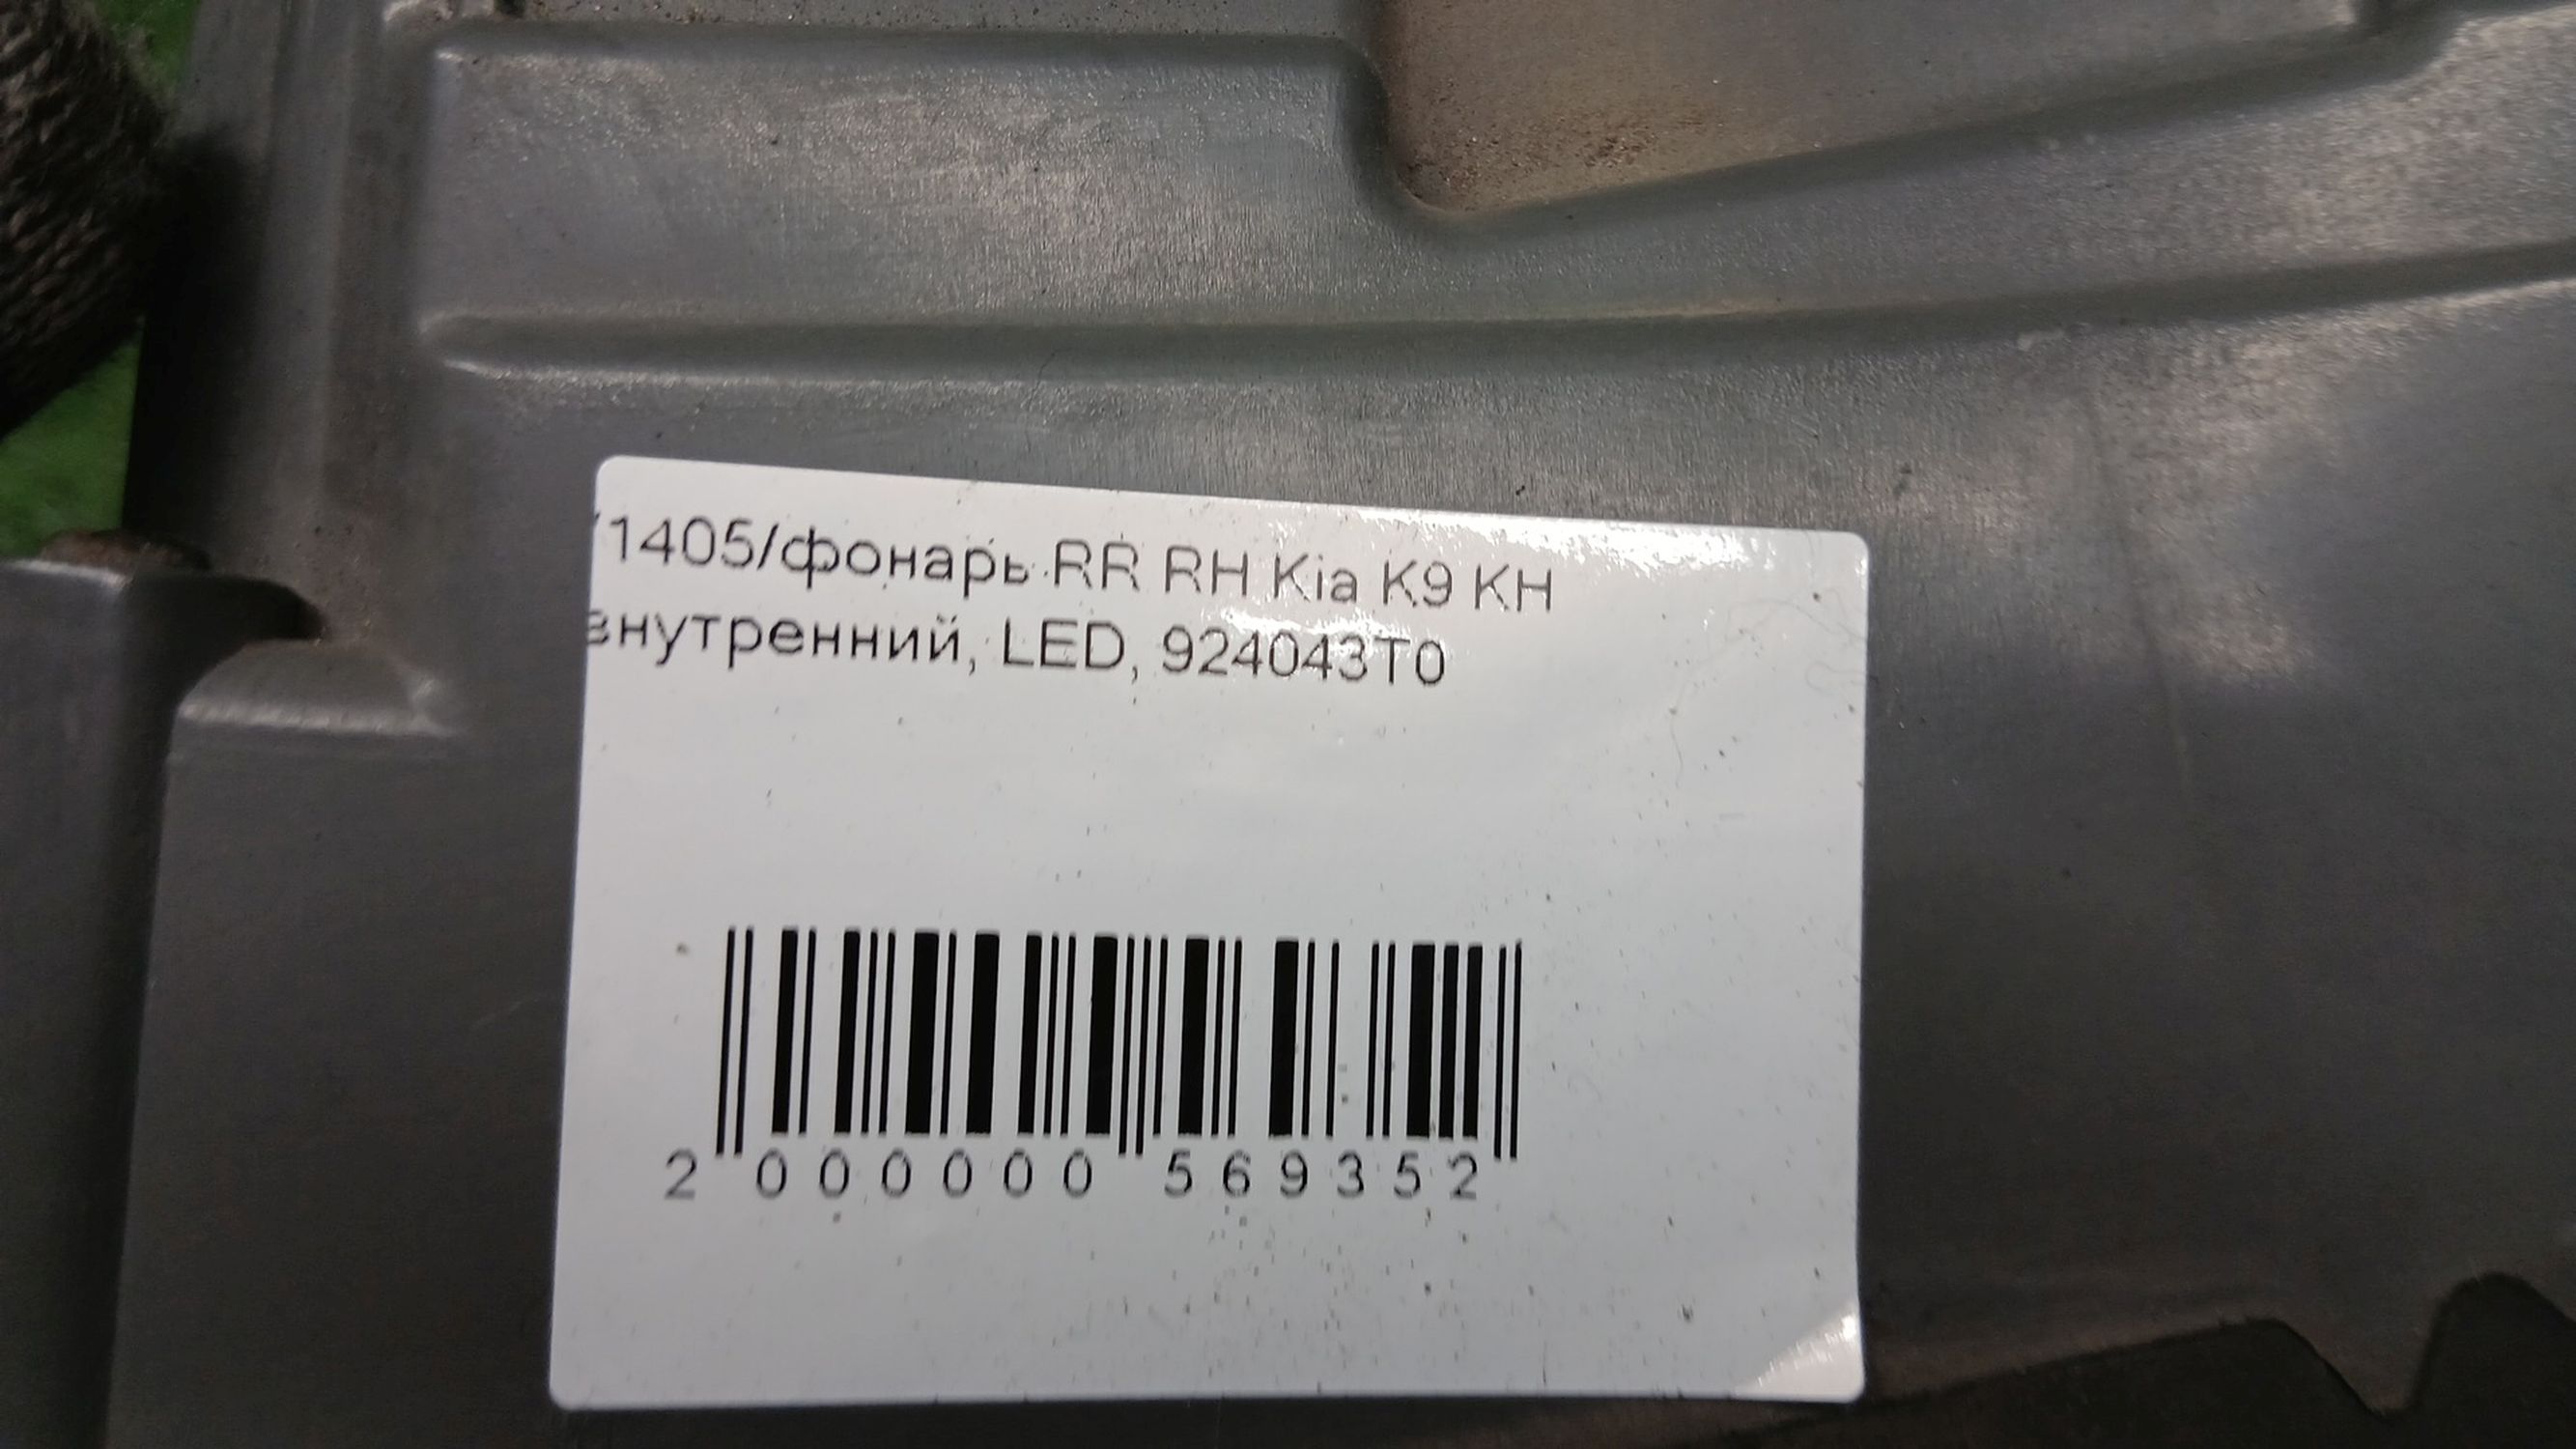 /1405/фонарь RR RH Kia K9 KH
внутренний, LED, 924043T0
2 000000 569352